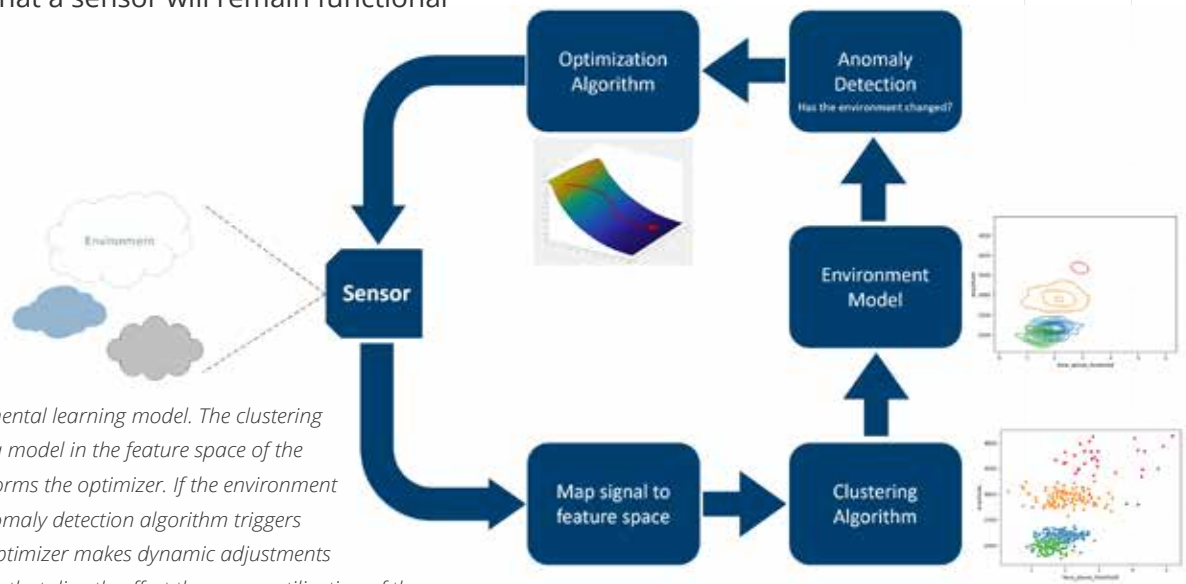 hat a sensor will remain functional
Optimization
Algorithm
Anomaly
Detection
Has the environment changed?
Environment
Sensor
Environment
Model
Map signal to
feature space
Clustering
Algorithm
mental learning model. The clustering
model in the feature space of the
orms the optimizer. If the environment
omaly detection algorithm triggers
optimizer makes dynamic adjustments